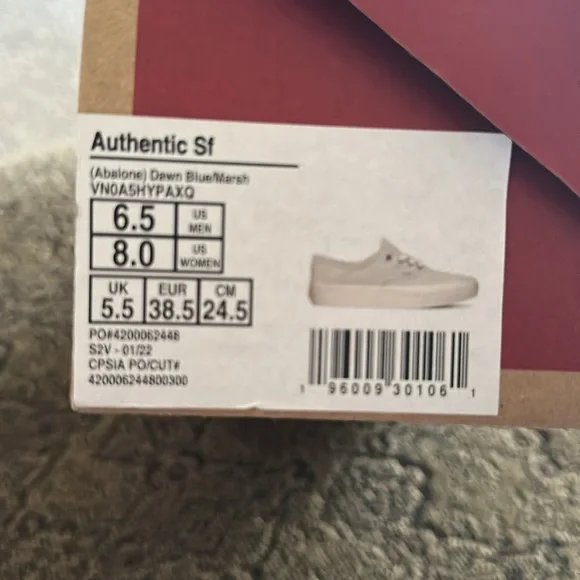 Authentic Sf
(Abalone) Dawn Blue/Marsh
VN0A5HYPAXQ
6.5 US MEN
8.0 US WOMEN
UK EUR CM
5.5 38.5 24.5
PO#4200062448
S2V - 01/22
CPSIA PO/CUT#
420006244800300
1 96009 30106 1